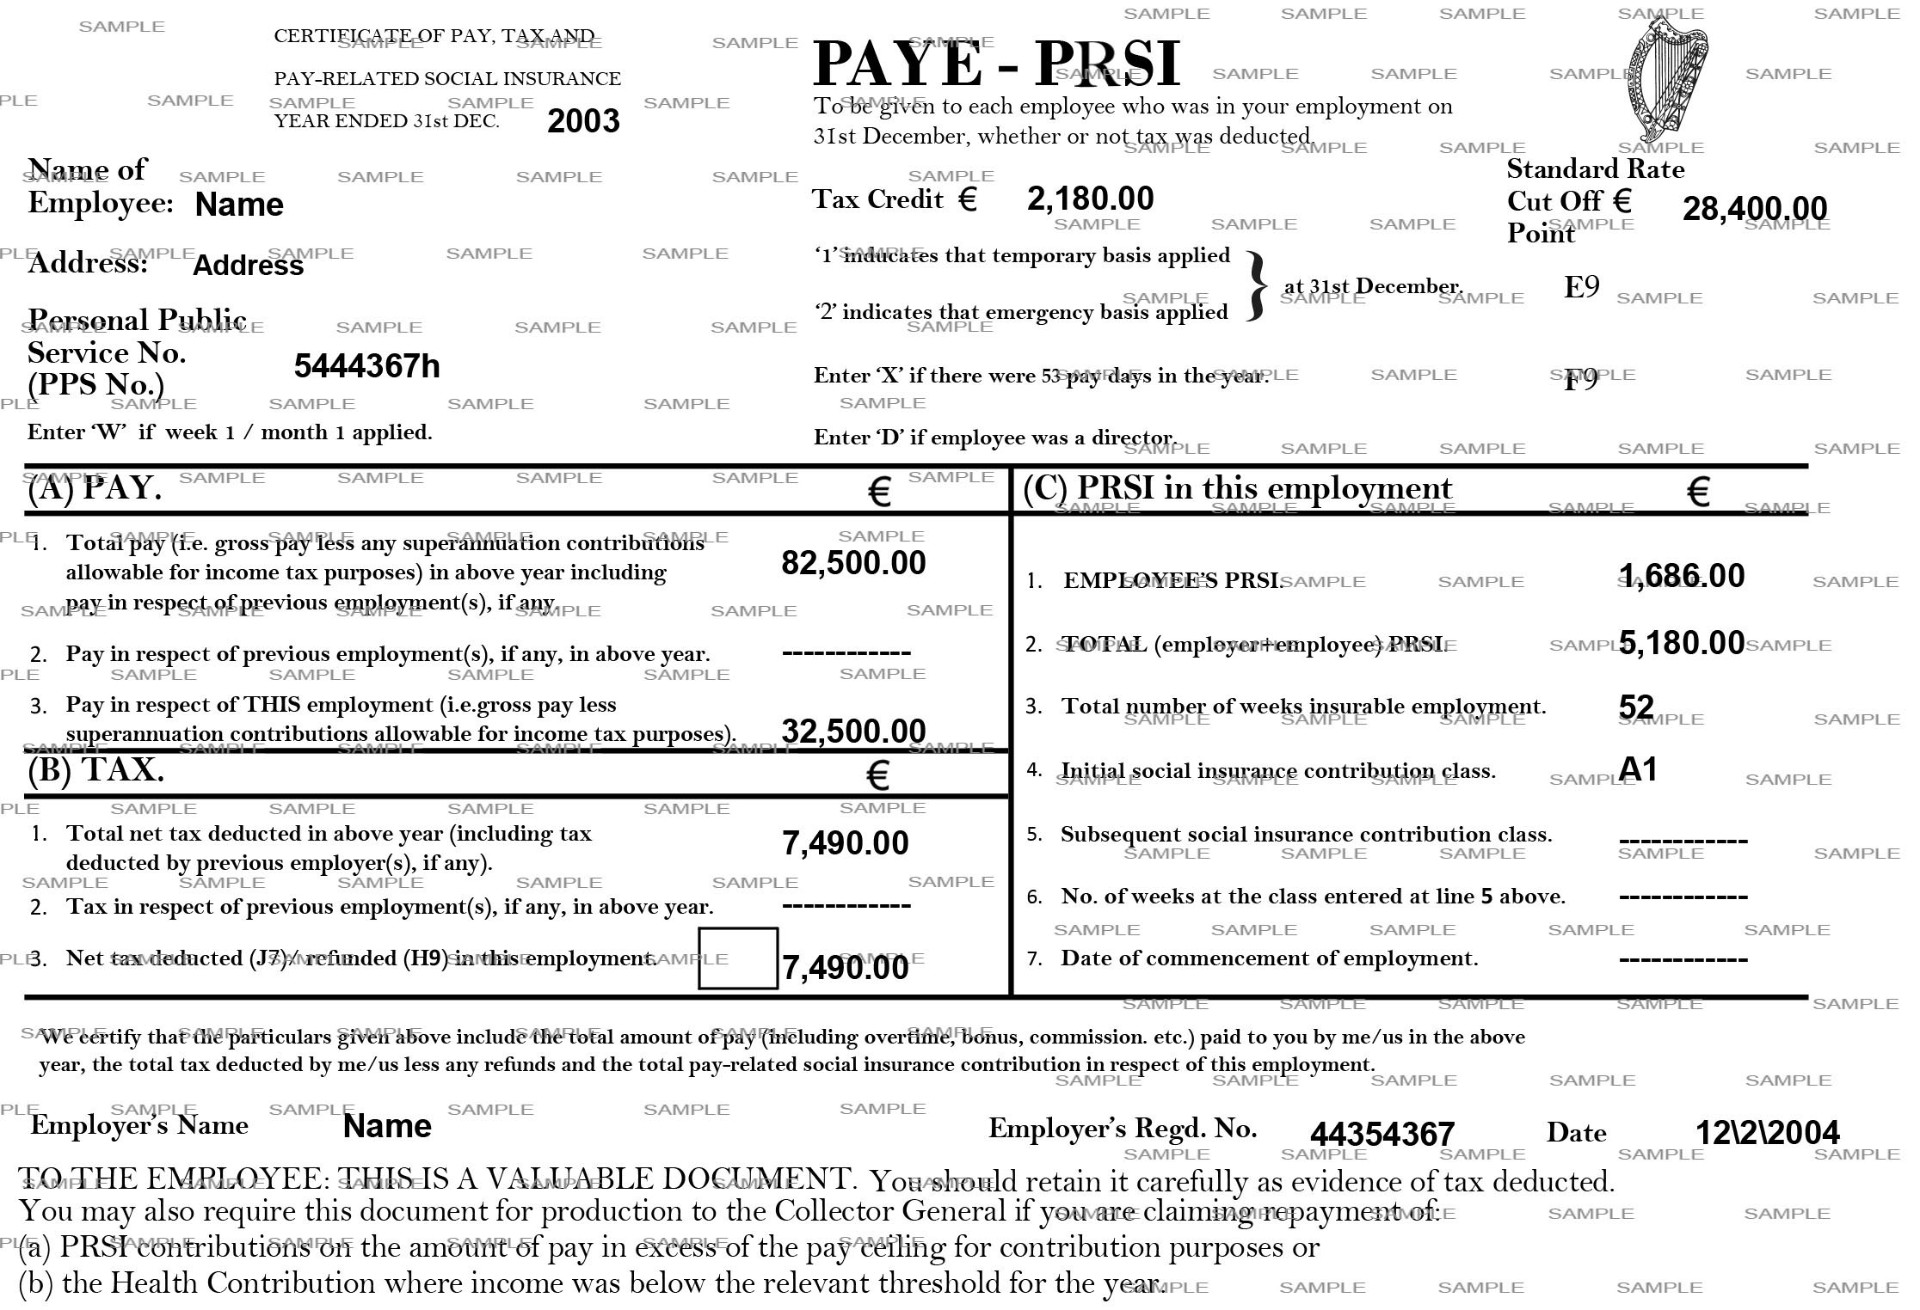 CERTIFICATE OF PAY, TAX AND
PAY-RELATED SOCIAL INSURANCE
YEAR ENDED 31st DEC. 2003
PAYE - PRSI
To be given to each employee who was in your employment on
31st December, whether or not tax was deducted.
Name of
Employee: Name
Address: Address
Personal Public
Service No.
(PPS No.) 5444367h
Enter ‘W’ if week 1 / month 1 applied.
Tax Credit € 2,180.00
Standard Rate
Cut Off € 28,400.00
Point
‘1’ indicates that temporary basis applied
‘2’ indicates that emergency basis applied
} at 31st December. E9
Enter ‘X’ if there were 53 pay days in the year. F9
Enter ‘D’ if employee was a director.
(A) PAY. €
1. Total pay (i.e. gross pay less any superannuation contributions
allowable for income tax purposes) in above year including
pay in respect of previous employment(s), if any. 82,500.00
2. Pay in respect of previous employment(s), if any, in above year. ------------
3. Pay in respect of THIS employment (i.e.gross pay less
superannuation contributions allowable for income tax purposes). 32,500.00
(B) TAX. €
1. Total net tax deducted in above year (including tax
deducted by previous employer(s), if any). 7,490.00
2. Tax in respect of previous employment(s), if any, in above year. ------------
3. Net tax deducted (J7)/ refunded (H9) in this employment. 7,490.00
(C) PRSI in this employment €
1. EMPLOYEE'S PRSI. 1,686.00
2. TOTAL (employer+employee) PRSI. 5,180.00
3. Total number of weeks insurable employment. 52
4. Initial social insurance contribution class. A1
5. Subsequent social insurance contribution class. ------------
6. No. of weeks at the class entered at line 5 above. ------------
7. Date of commencement of employment. ------------
We certify that the particulars given above include the total amount of pay (including overtime, bonus, commission. etc.) paid to you by me/us in the above
year, the total tax deducted by me/us less any refunds and the total pay-related social insurance contribution in respect of this employment.
Employer's Name Name
Employer's Regd. No. 44354367 Date 12\2\2004
TO THE EMPLOYEE: THIS IS A VALUABLE DOCUMENT. You should retain it carefully as evidence of tax deducted.
You may also require this document for production to the Collector General if you are claiming repayment of:
(a) PRSI contributions on the amount of pay in excess of the pay ceiling for contribution purposes or
(b) the Health Contribution where income was below the relevant threshold for the year.
SAMPLE